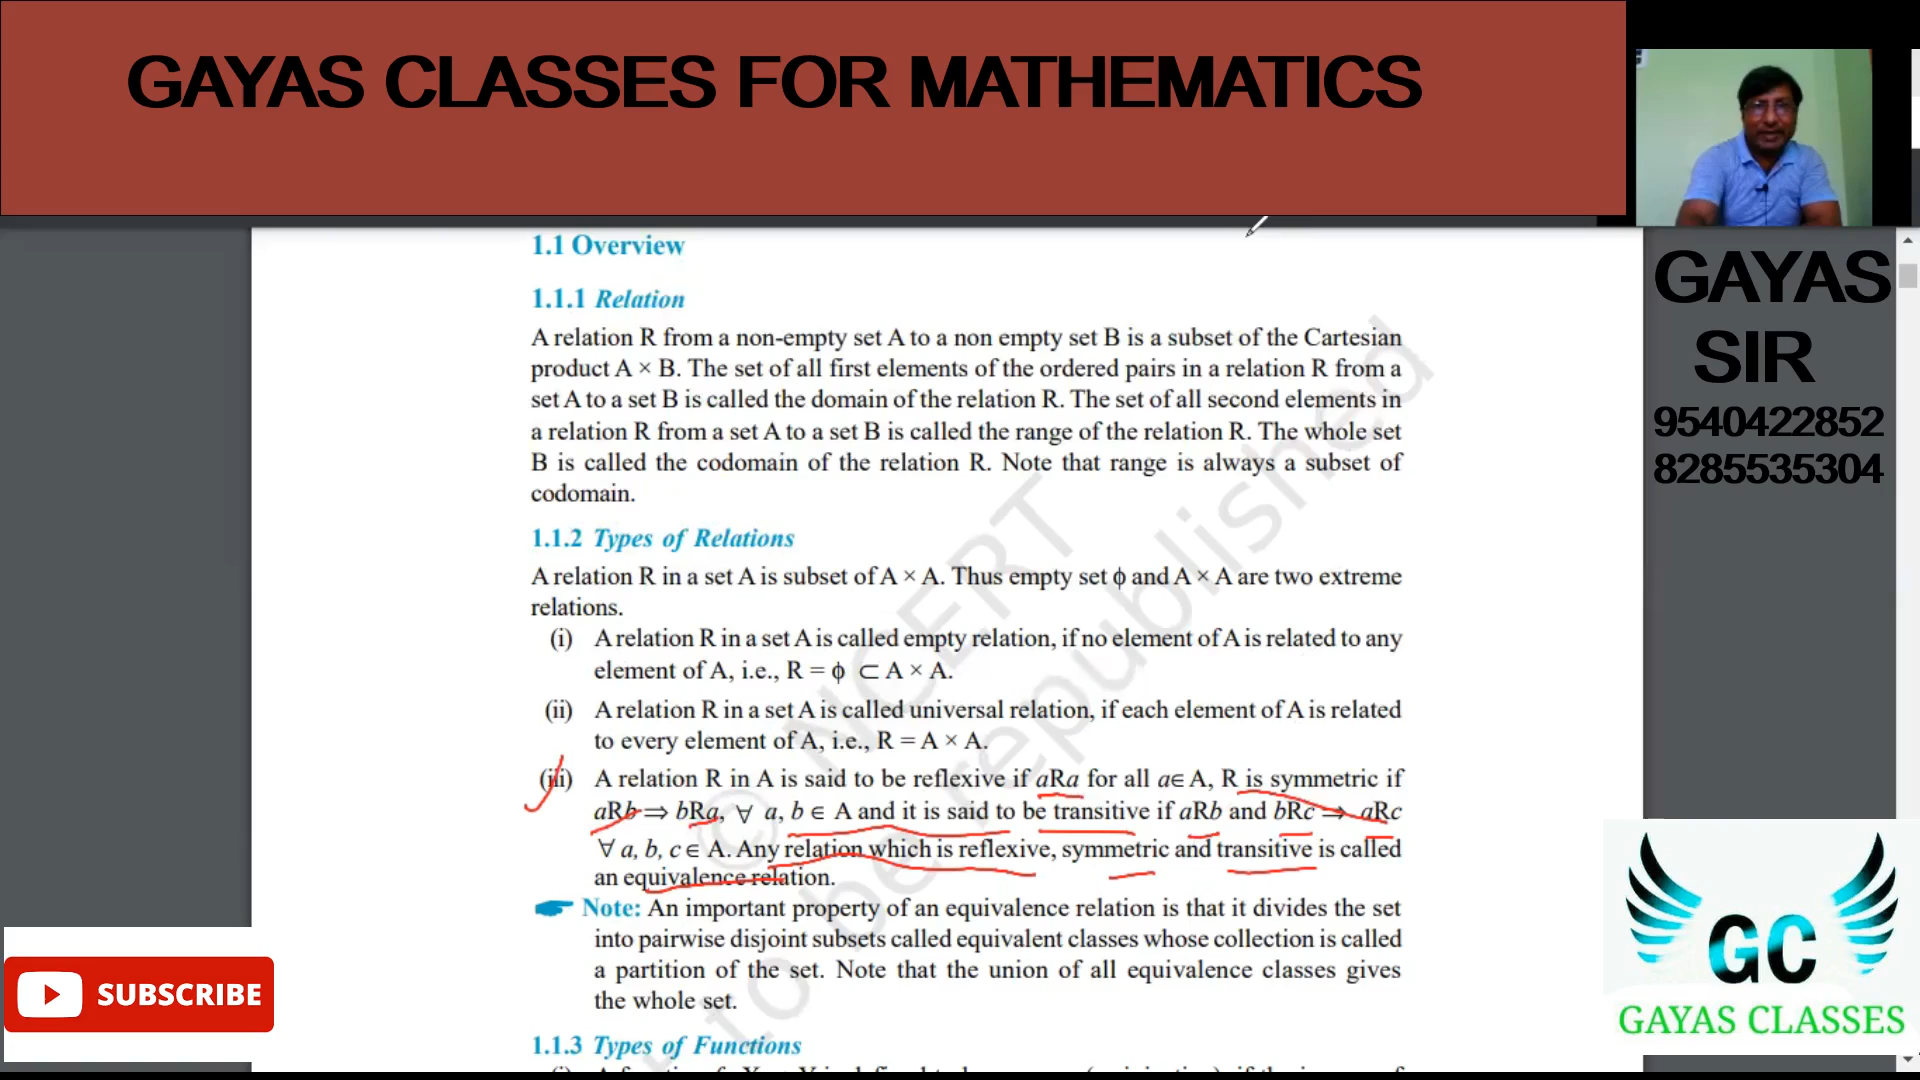 GAYAS CLASSES FOR MATHEMATICS
GAYAS
SIR
9540422852
8285535304
1.1 Overview
1.1.1 Relation
A relation R from a non-empty set A to a non empty set B is a subset of the Cartesian
product A × B. The set of all first elements of the ordered pairs in a relation R from a
set A to a set B is called the domain of the relation R. The set of all second elements in
a relation R from a set A to a set B is called the range of the relation R. The whole set
B is called the codomain of the relation R. Note that range is always a subset of
codomain.
1.1.2 Types of Relations
A relation R in a set A is subset of A × A. Thus empty set ϕ and A × A are two extreme
relations.
(i) A relation R in a set A is called empty relation, if no element of A is related to any
element of A, i.e., R = ϕ ⊂ A × A.
(ii) A relation R in a set A is called universal relation, if each element of A is related
to every element of A, i.e., R = A × A.
(iii) A relation R in A is said to be reflexive if aRa for all a∈ A, R is symmetric if
aRb ⇒ bRa, ∀ a, b ∈ A and it is said to be transitive if aRb and bRc ⇒ aRc
∀ a, b, c ∈ A. Any relation which is reflexive, symmetric and transitive is called
an equivalence relation.
Note: An important property of an equivalence relation is that it divides the set
into pairwise disjoint subsets called equivalent classes whose collection is called
a partition of the set. Note that the union of all equivalence classes gives
the whole set.
1.1.3 Types of Functions
© NCERT
to be republished
SUBSCRIBE
GC
GAYAS CLASSES